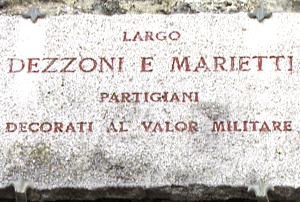 LARGO
DEZZONI E MARIETTI
PARTIGIANI
DECORATI AL VALOR MILITARE